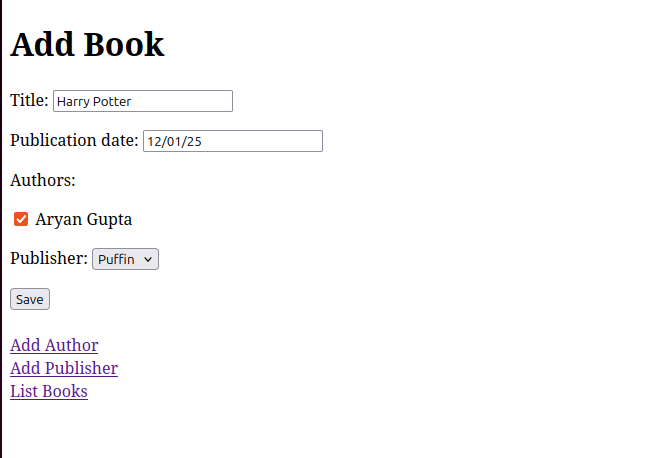 Add Book
Title: Harry Potter
Publication date: 12/01/25
Authors:
Aryan Gupta
Publisher: Puffin
Save
Add Author
Add Publisher
List Books